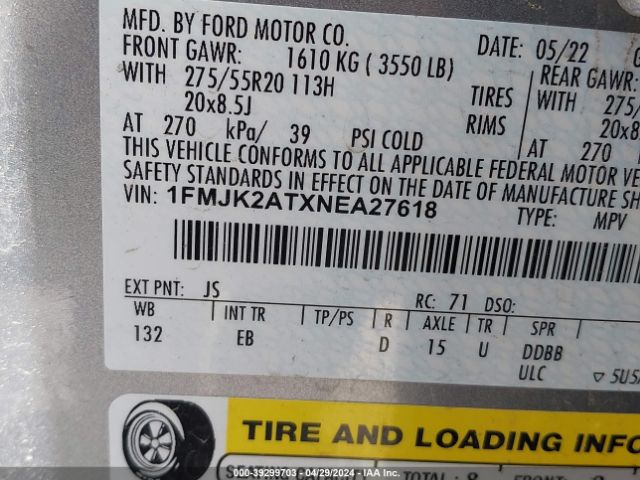 MFD. BY FORD MOTOR CO.
DATE: 05/22
FRONT GAWR: 1610 KG ( 3550 LB)
REAR GAWR:
WITH 275/55R20 113H TIRES
WITH 275/
20x8.5J RIMS
20x8
AT 270 kPa/ 39 PSI COLD
AT 270
THIS VEHICLE CONFORMS TO ALL APPLICABLE FEDERAL MOTOR VE
SAFETY STANDARDS IN EFFECT ON THE DATE OF MANUFACTURE SH
VIN: 1FMJK2ATXNEA27618
TYPE: MPV
EXT PNT: JS RC: 71 DSO:
WB INT TR TP/PS R AXLE TR SPR
132 EB D 15 U DDBB
ULC ▽ 5U5
TIRE AND LOADING INFO
TOTAL: 8
000-39299703 - 04/29/2024 - IAA Inc.